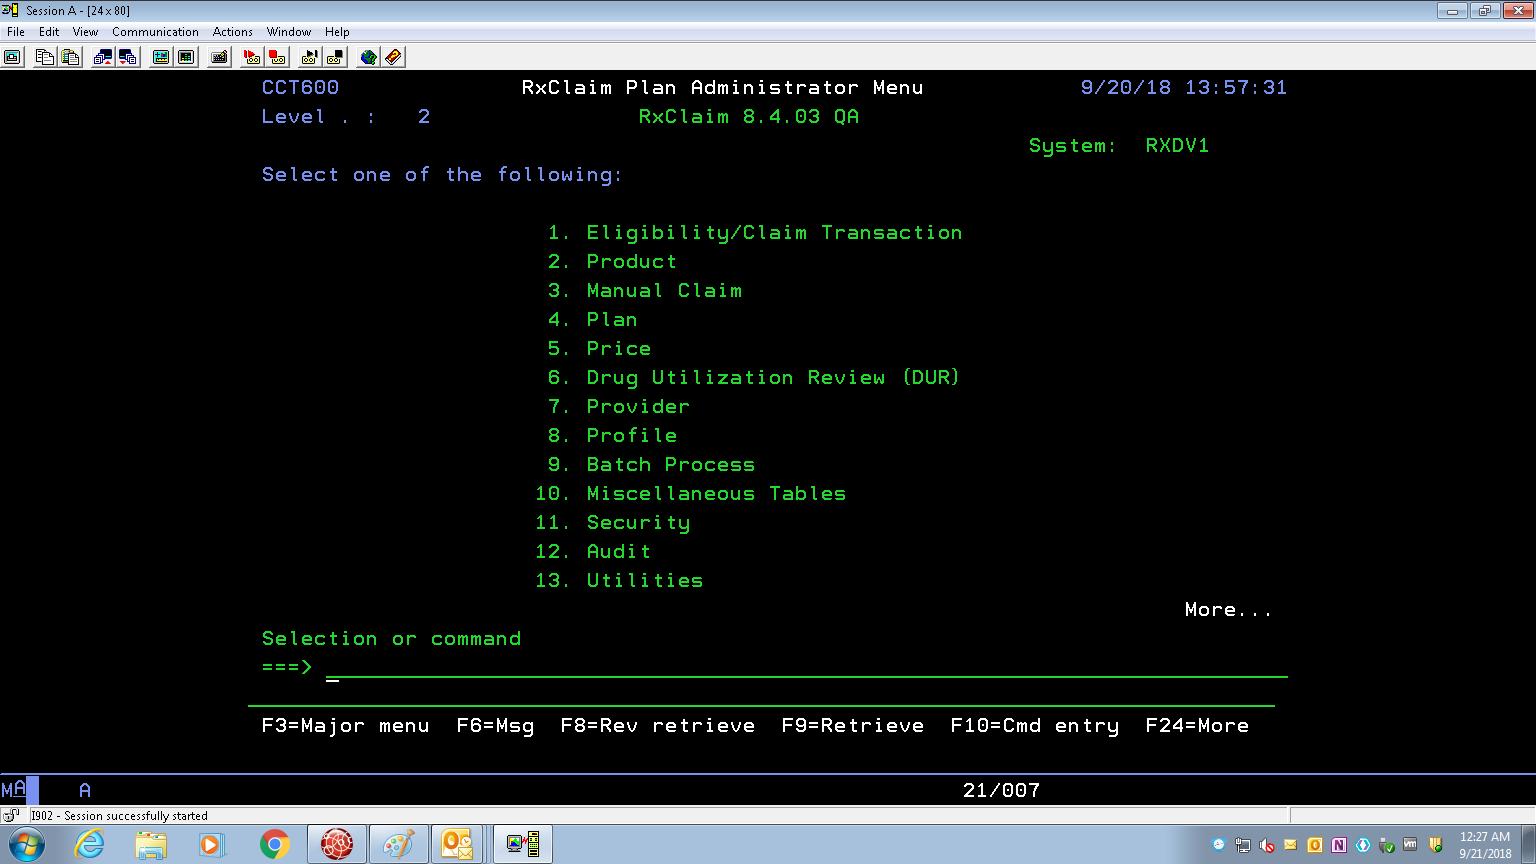 Session A - [24 x 80]
File Edit View Communication Actions Window Help
CCT600 RxClaim Plan Administrator Menu 9/20/18 13:57:31
Level . : 2 RxClaim 8.4.03 QA
System: RXDV1
Select one of the following:
1. Eligibility/Claim Transaction
2. Product
3. Manual Claim
4. Plan
5. Price
6. Drug Utilization Review (DUR)
7. Provider
8. Profile
9. Batch Process
10. Miscellaneous Tables
11. Security
12. Audit
13. Utilities
More...
Selection or command
===>
F3=Major menu F6=Msg F8=Rev retrieve F9=Retrieve F10=Cmd entry F24=More
MA A 21/007
I902 - Session successfully started
12:27 AM
9/21/2018